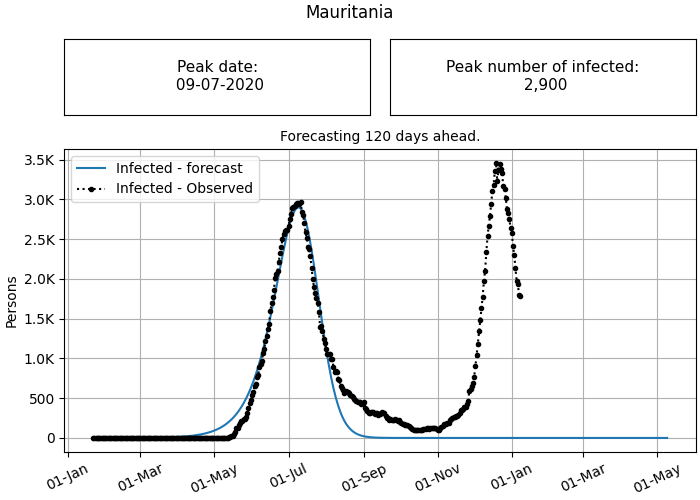 Mauritania
Peak date:
09-07-2020
Peak number of infected:
2,900
Forecasting 120 days ahead.
Infected - forecast
Infected - Observed
3.5K
3.0K
2.5K
2.0K
1.5K
1.0K
500
0
Persons
01-Jan
01-Mar
01-May
01-Jul
01-Sep
01-Nov
01-Jan
01-Mar
01-May